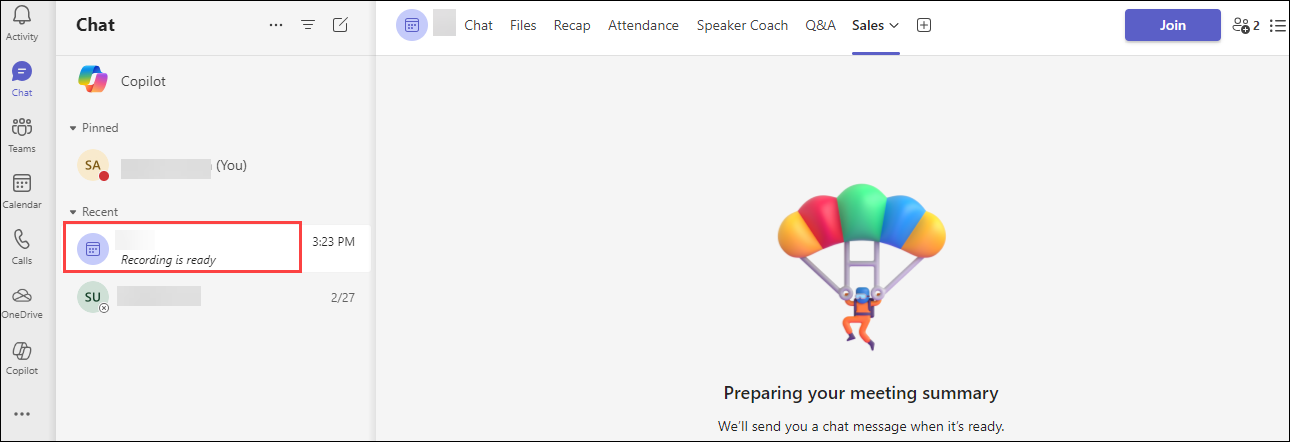 Activity
Chat
Teams
Calendar
Calls
OneDrive
Copilot
Chat
Copilot
Pinned
SA
(You)
Recent
3:23 PM
Recording is ready
SU
2/27
Chat Files Recap Attendance Speaker Coach Q&A Sales
Join
2
Preparing your meeting summary
We'll send you a chat message when it's ready.